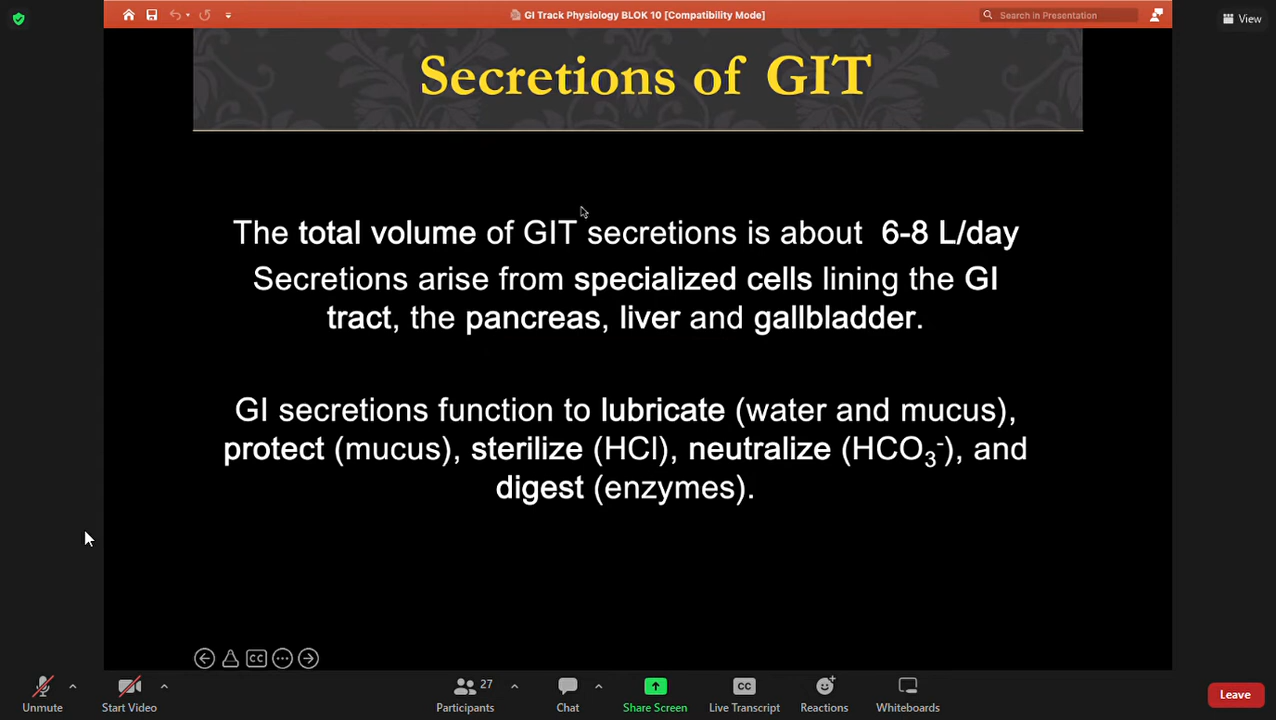 GI Track Physiology BLOK 10 [Compatibility Mode]
Search in Presentation
View
Secretions of GIT
The total volume of GIT secretions is about 6-8 L/day
Secretions arise from specialized cells lining the GI
tract, the pancreas, liver and gallbladder.
GI secretions function to lubricate (water and mucus),
protect (mucus), sterilize (HCl), neutralize (HCO₃⁻), and
digest (enzymes).
CC
27
CC
Unmute
Start Video
Participants
Chat
Share Screen
Live Transcript
Reactions
Whiteboards
Leave